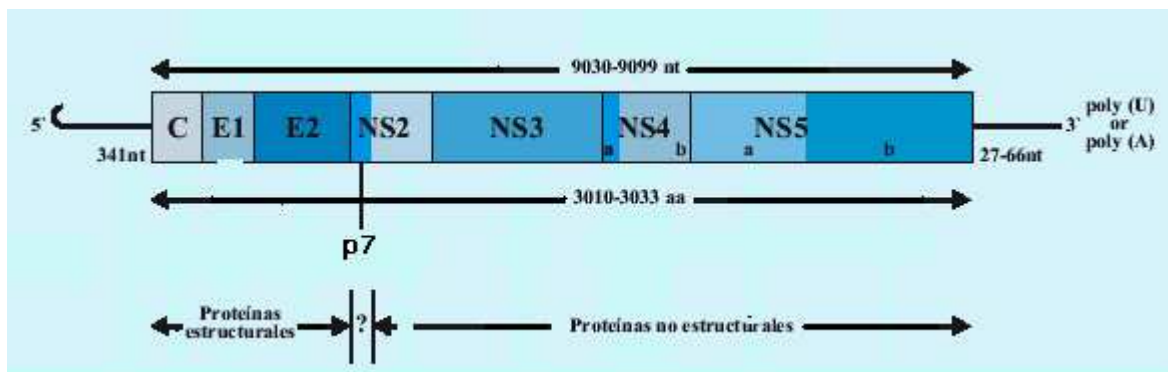 9030-9099 nt
5`
C E1 E2 NS2 NS3 NS4 NS5
a b a b
3` poly (U)
or
poly (A)
341nt
27-66nt
3010-3033 aa
p7
Proteínas
estructurales
?
Proteínas no estructurales